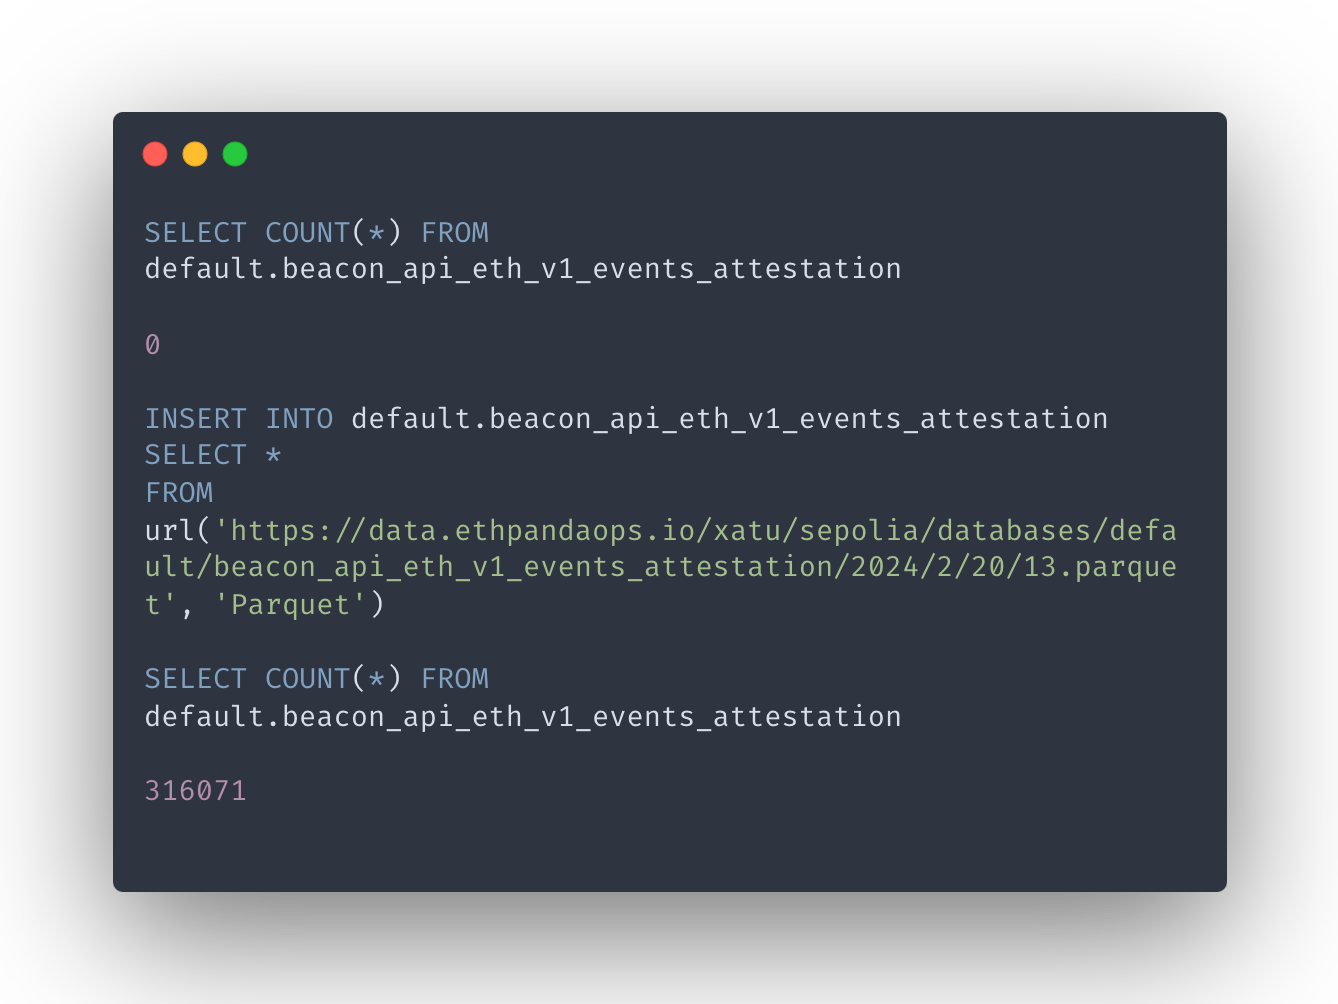 SELECT COUNT(*) FROM
default.beacon_api_eth_v1_events_attestation
0
INSERT INTO default.beacon_api_eth_v1_events_attestation
SELECT *
FROM
url('https://data.ethpandaops.io/xatu/sepolia/databases/defa
ult/beacon_api_eth_v1_events_attestation/2024/2/20/13.parque
t', 'Parquet')
SELECT COUNT(*) FROM
default.beacon_api_eth_v1_events_attestation
316071